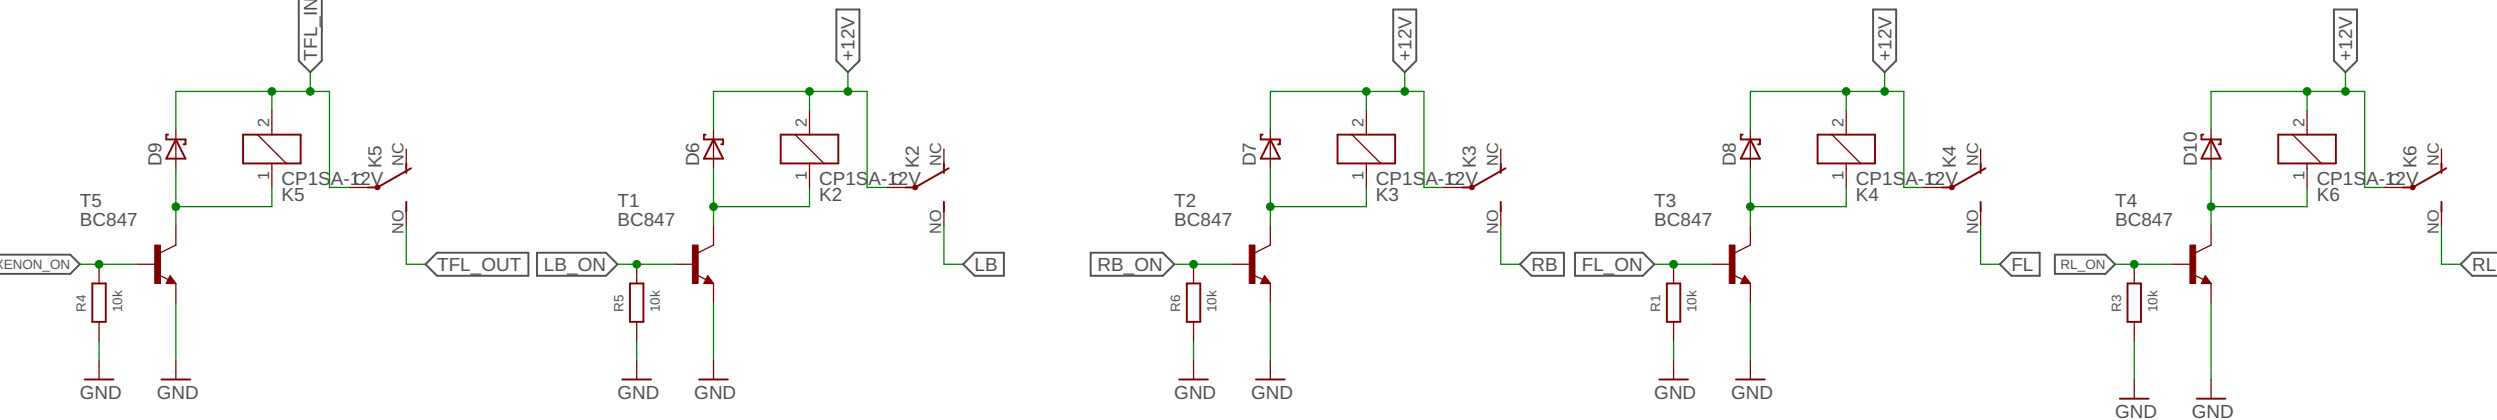 TFL_IN
D9
2
1
CP1SA-12V
K5
K5
C
NC
NO
T5
BC847
XENON_ON
R4
10k
GND
GND
TFL_OUT
+12V
D6
2
1
CP1SA-12V
K2
K2
C
NC
NO
T1
BC847
LB_ON
R5
10k
GND
GND
LB
+12V
D7
2
1
CP1SA-12V
K3
K3
C
NC
NO
T2
BC847
RB_ON
R6
10k
GND
GND
RB
+12V
D8
2
1
CP1SA-12V
K4
K4
C
NC
NO
T3
BC847
FL_ON
R1
10k
GND
GND
FL
+12V
D10
2
1
CP1SA-12V
K6
K6
C
NC
NO
T4
BC847
RL_ON
R3
10k
GND
GND
RL